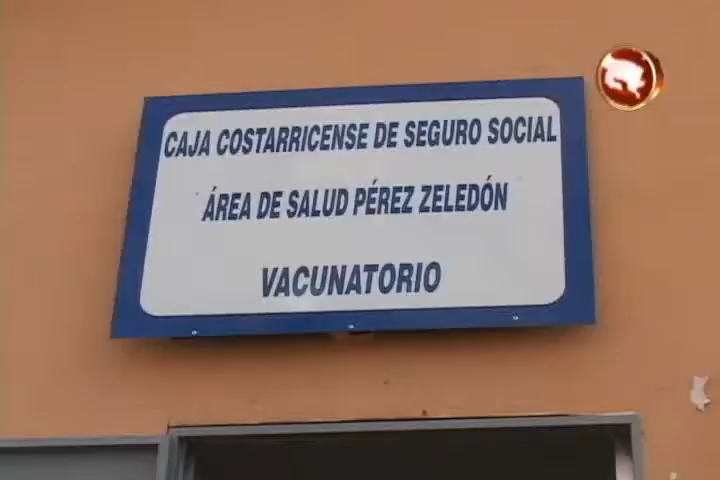 CAJA COSTARRICENSE DE SEGURO SOCIAL
ÁREA DE SALUD PÉREZ ZELEDÓN
VACUNATORIO